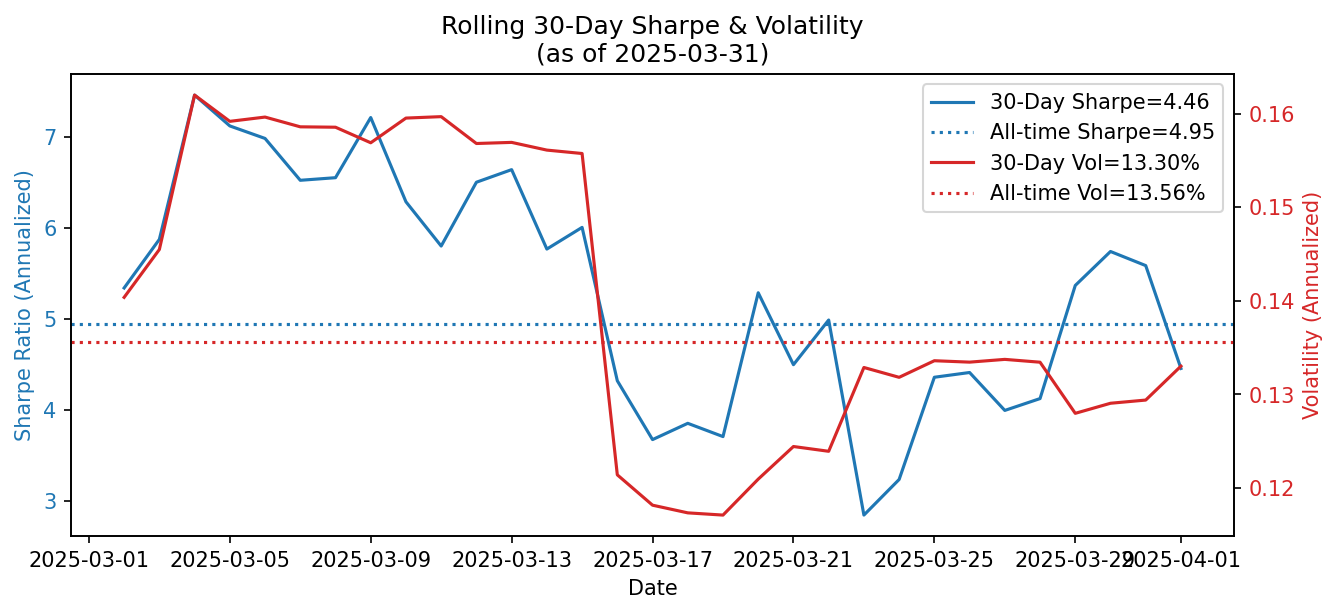 Rolling 30-Day Sharpe & Volatility
(as of 2025-03-31)
30-Day Sharpe=4.46
All-time Sharpe=4.95
30-Day Vol=13.30%
All-time Vol=13.56%
Sharpe Ratio (Annualized)
7
6
5
4
3
0.16
0.15
0.14
0.13
0.12
Volatility (Annualized)
2025-03-01 2025-03-05 2025-03-09 2025-03-13 2025-03-17 2025-03-21 2025-03-25 2025-03-29 2025-04-01
Date